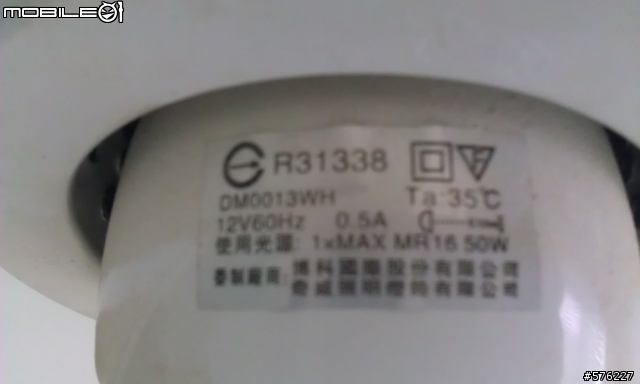 MOBILE01
R31338
DM0013WH Ta:35℃
12V60Hz 0.5A
使用光源: 1xMAX MR16 50W
委制廠商: 博科國際股份有限公司
奇威照明燈飾有限公司
#576227